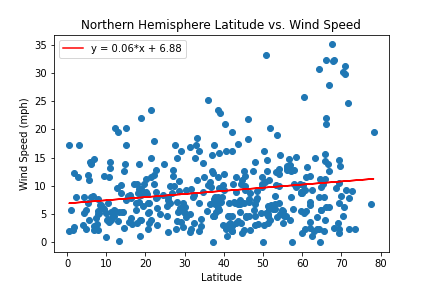 Northern Hemisphere Latitude vs. Wind Speed
y = 0.06*x + 6.88
Wind Speed (mph)
35
30
25
20
15
10
5
0
0 10 20 30 40 50 60 70 80
Latitude